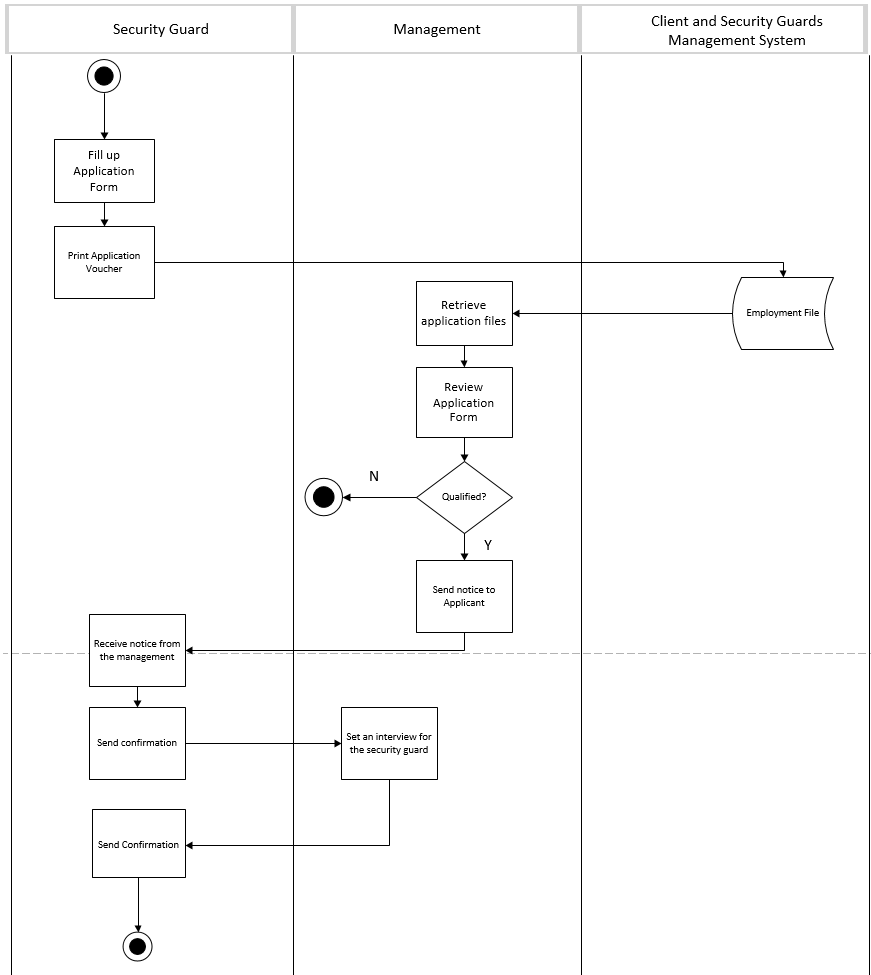 Security Guard
Management
Client and Security Guards
Management System
Fill up
Application
Form
Print Application
Voucher
Employment File
Retrieve
application files
Review
Application
Form
N
Qualified?
Y
Send notice to
Applicant
Receive notice from
the management
Send confirmation
Set an interview for
the security guard
Send Confirmation